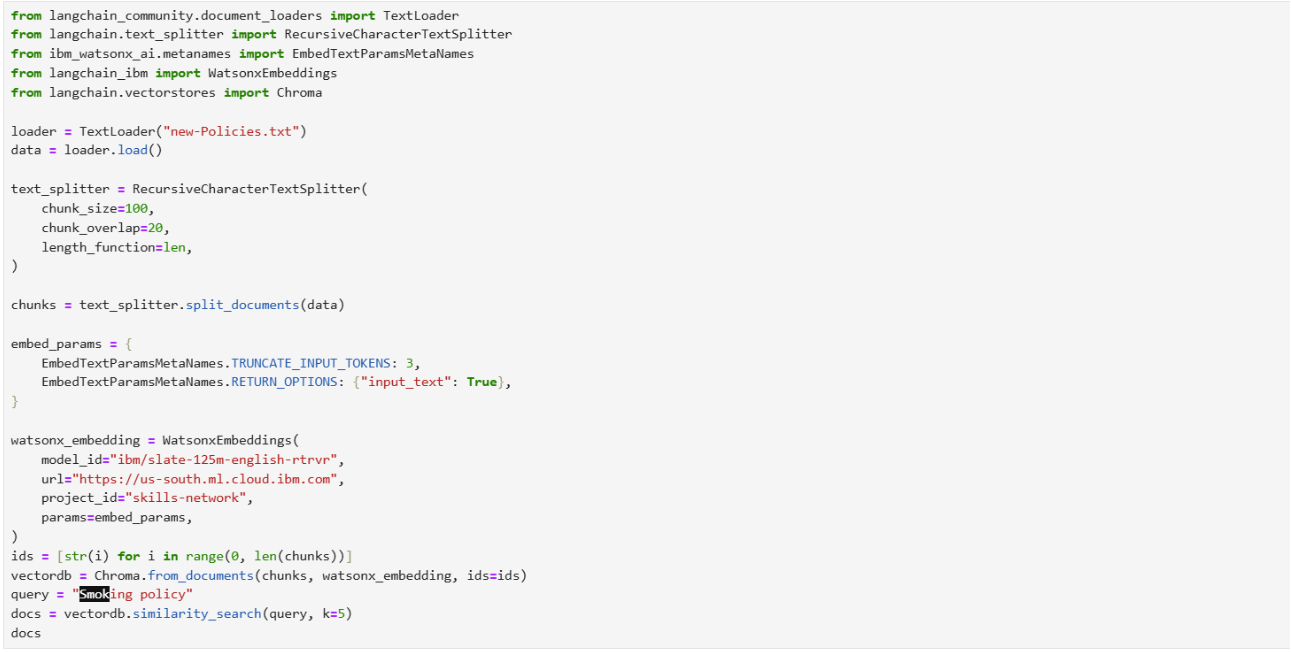 from langchain_community.document_loaders import TextLoader
from langchain.text_splitter import RecursiveCharacterTextSplitter
from ibm_watsonx_ai.metanames import EmbedTextParamsMetaNames
from langchain_ibm import WatsonxEmbeddings
from langchain.vectorstores import Chroma

loader = TextLoader("new-Policies.txt")
data = loader.load()

text_splitter = RecursiveCharacterTextSplitter(
    chunk_size=100,
    chunk_overlap=20,
    length_function=len,
)

chunks = text_splitter.split_documents(data)

embed_params = {
    EmbedTextParamsMetaNames.TRUNCATE_INPUT_TOKENS: 3,
    EmbedTextParamsMetaNames.RETURN_OPTIONS: {"input_text": True},
}

watsonx_embedding = WatsonxEmbeddings(
    model_id="ibm/slate-125m-english-rtrvr",
    url="https://us-south.ml.cloud.ibm.com",
    project_id="skills-network",
    params=embed_params,
)
ids = [str(i) for i in range(0, len(chunks))]
vectordb = Chroma.from_documents(chunks, watsonx_embedding, ids=ids)
query = "Smoking policy"
docs = vectordb.similarity_search(query, k=5)
docs